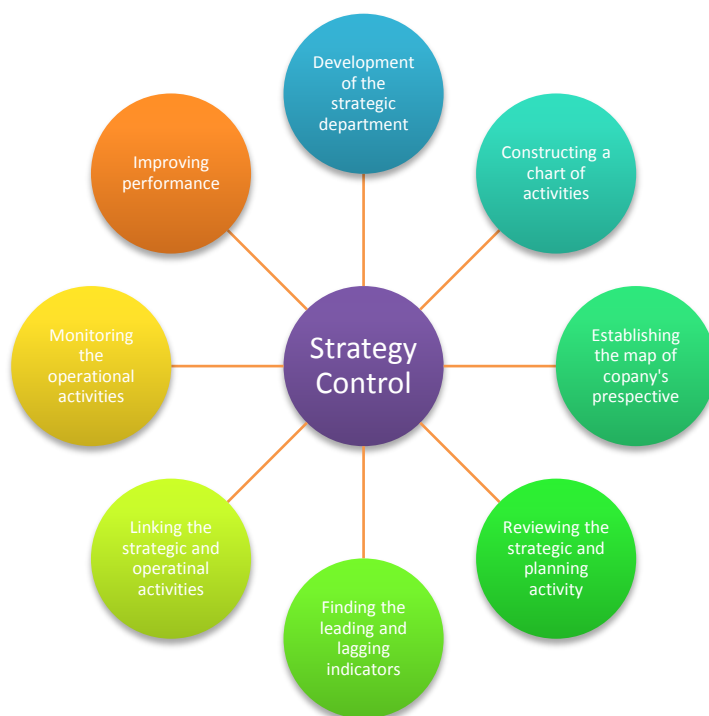 Development
of the
strategic
department
Constructing a
chart of
activities
Establishing
the map of
copany's
prespective
Reviewing the
strategic and
planning
activity
Finding the
leading and
lagging
indicators
Linking the
strategic and
operatinal
activities
Monitoring
the
operational
activities
Improving
performance
Strategy
Control